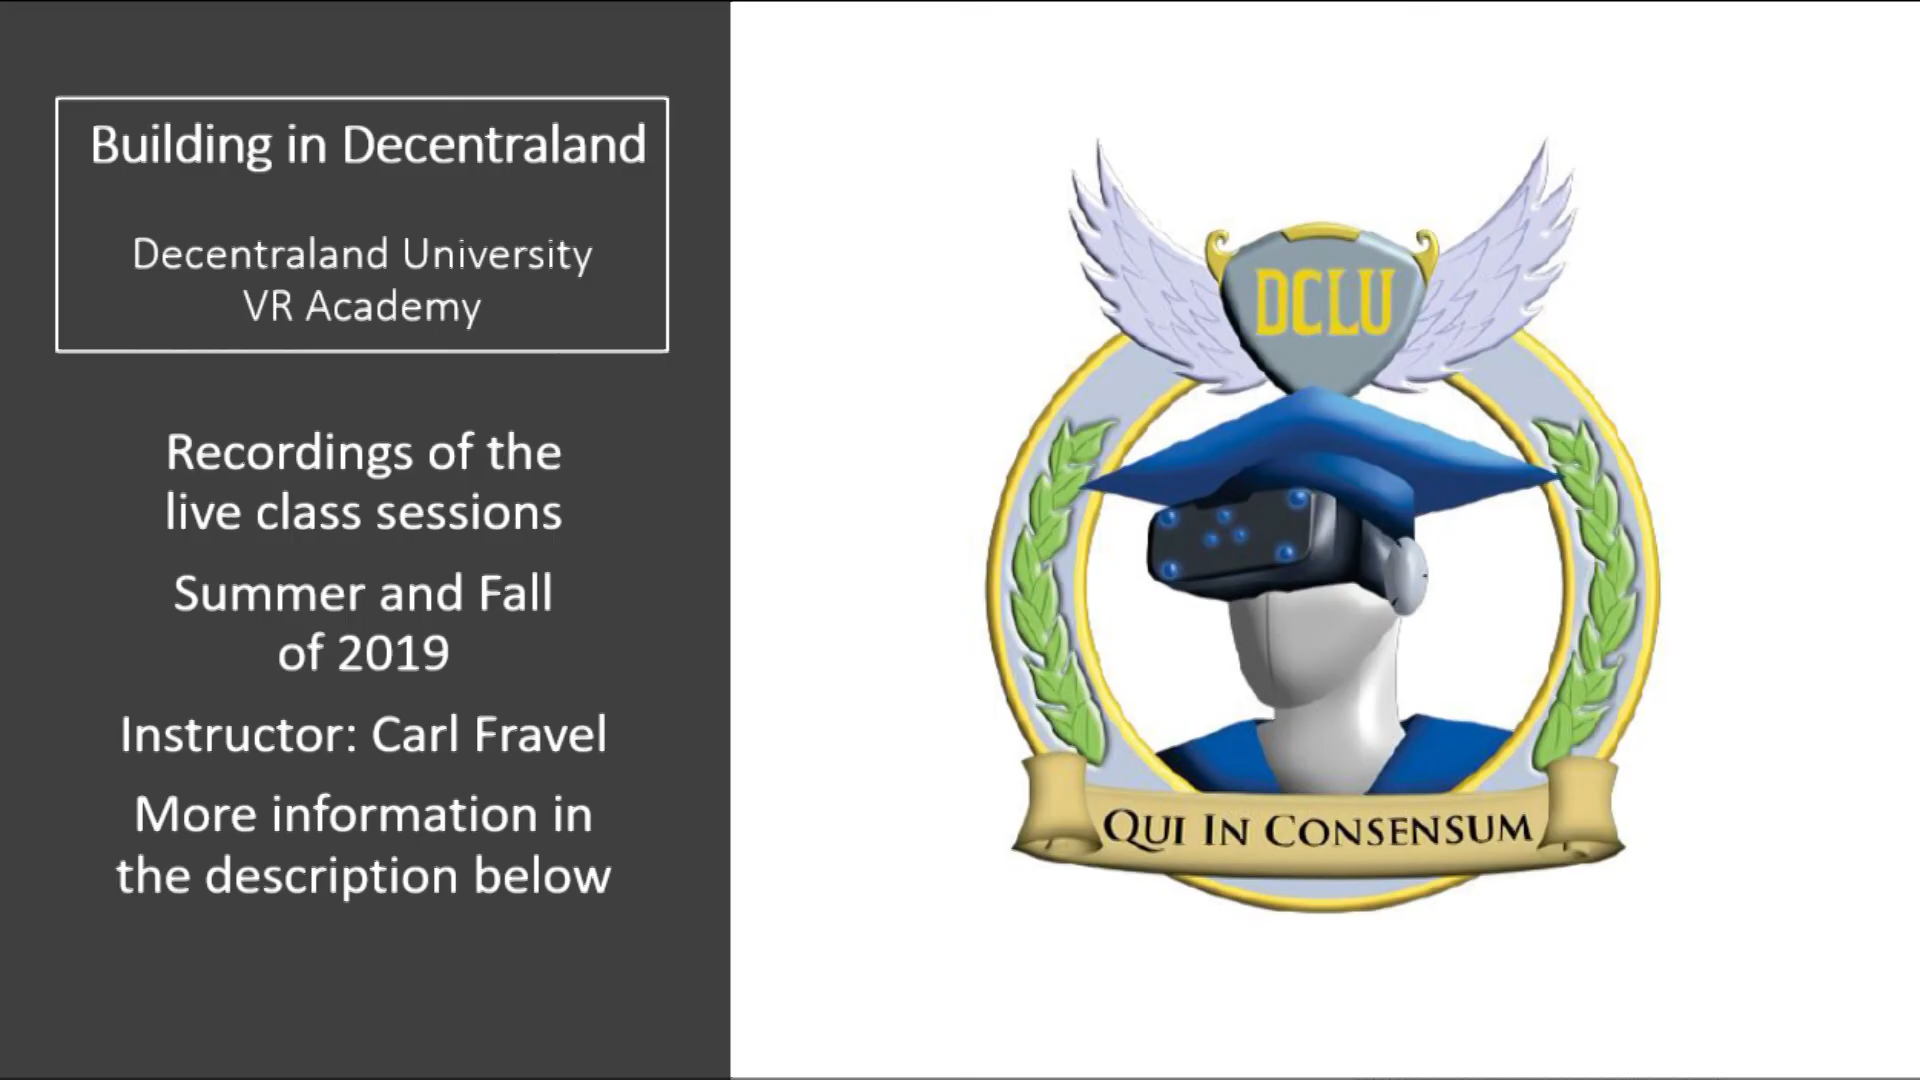 Building in Decentraland
Decentraland University
VR Academy
Recordings of the
live class sessions
Summer and Fall
of 2019
Instructor: Carl Fravel
More information in
the description below
DCLU
QUI IN CONSENSUM